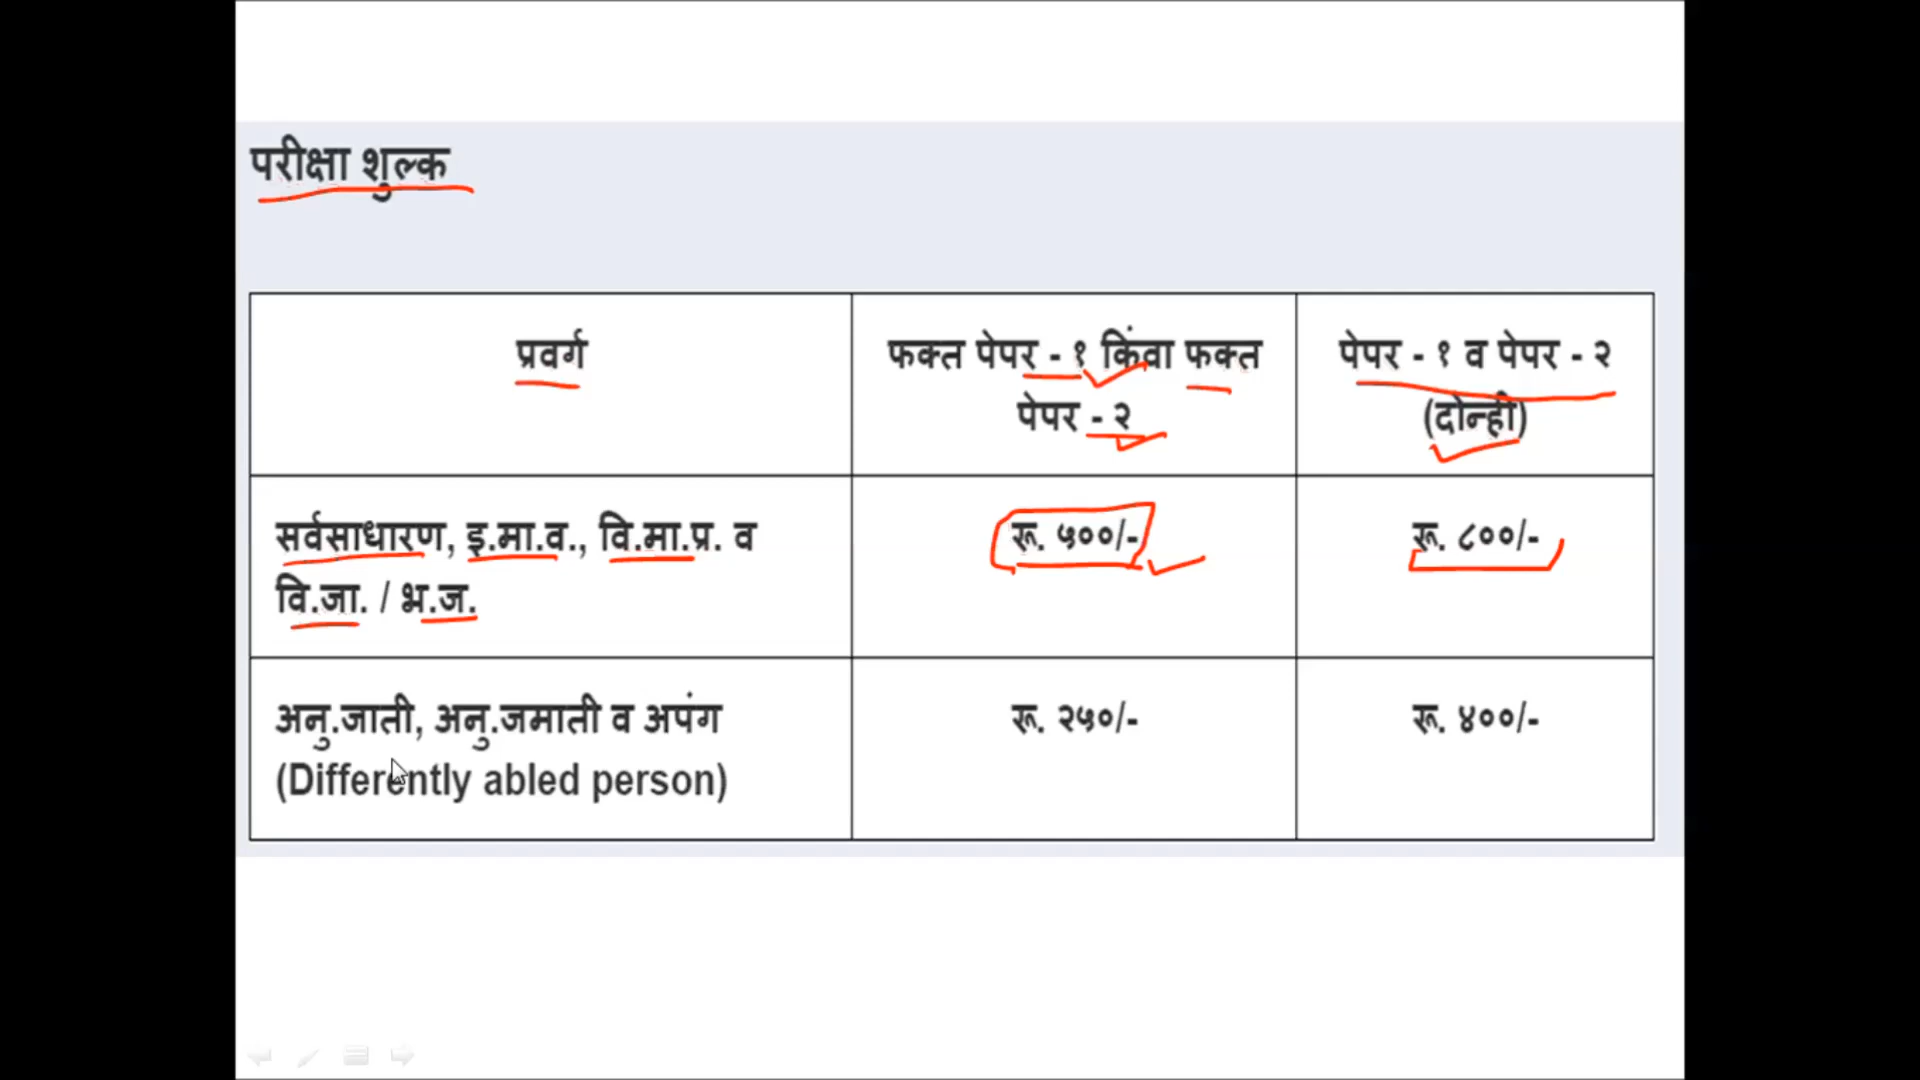 परीक्षा शुल्क
प्रवर्ग
फक्त पेपर - १ किंवा फक्त
पेपर - २
पेपर - १ व पेपर - २
(दोन्ही)
सर्वसाधारण, इ.मा.व., वि.मा.प्र. व
वि.जा. / भ.ज.
रू. ५००/-
रू. ८००/-
अनु.जाती, अनु.जमाती व अपंग
(Differently abled person)
रू. २५०/-
रू. ४००/-